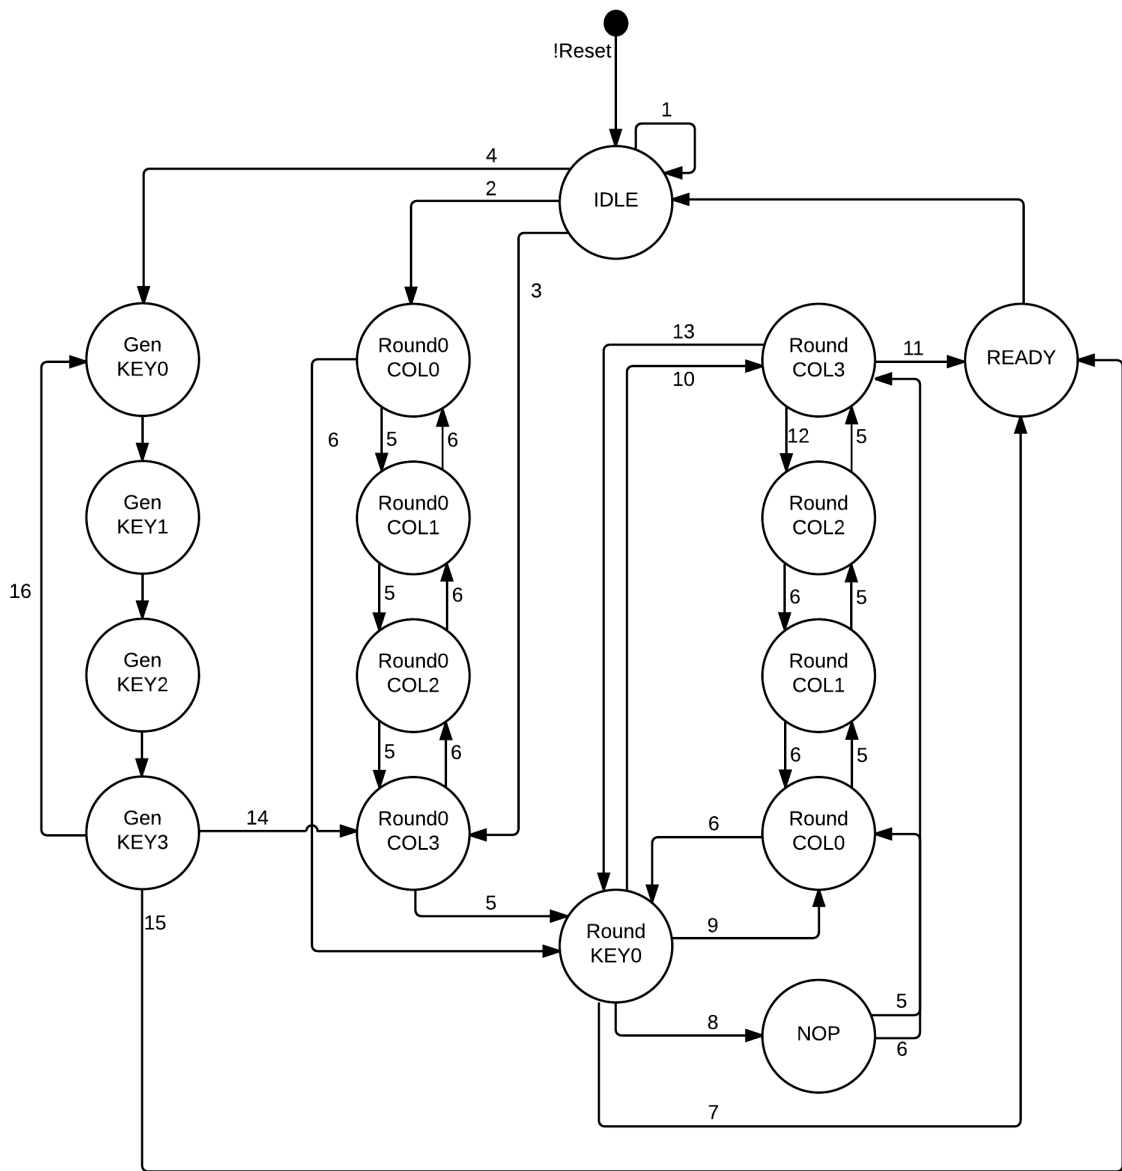 !Reset
1
4
2
IDLE
3
Gen
KEY0
Round0
COL0
13
10
Round
COL3
11
READY
6
5
6
12
5
Gen
KEY1
Round0
COL1
Round
COL2
16
5
6
6
5
Gen
KEY2
Round0
COL2
Round
COL1
5
6
6
5
Gen
KEY3
14
Round0
COL3
6
Round
COL0
15
5
Round
KEY0
9
8
NOP
5
6
7